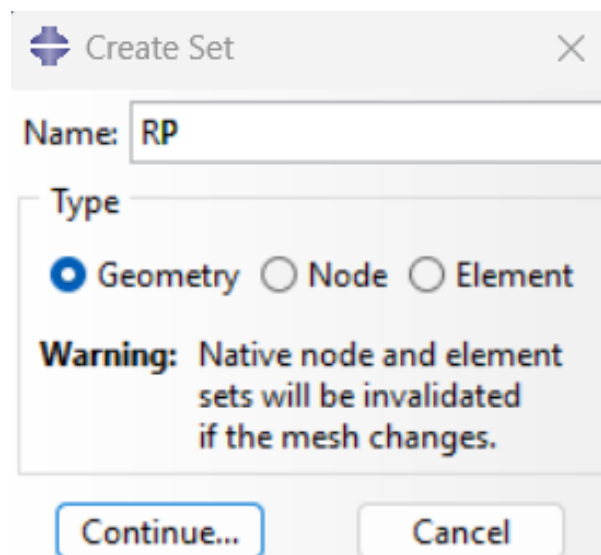 Create Set
Name: RP
Type
Geometry Node Element
Warning: Native node and element
sets will be invalidated
if the mesh changes.
Continue... Cancel